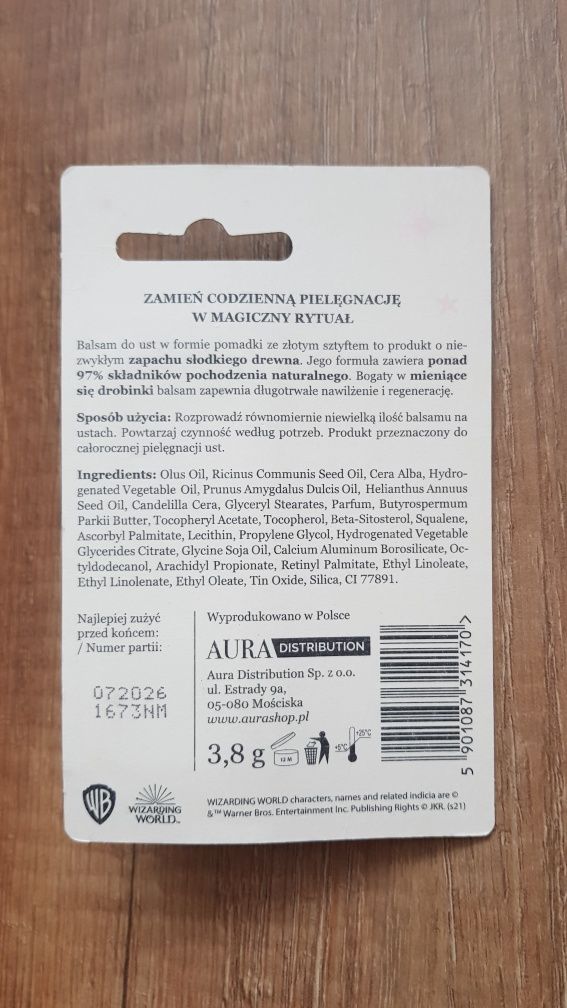 ZAMIEŃ CODZIENNĄ PIELĘGNACJĘ
W MAGICZNY RYTUAŁ
Balsam do ust w formie pomadki ze złotym sztyftem to produkt o nie-
zwykłym zapachu słodkiego drewna. Jego formuła zawiera ponad
97% składników pochodzenia naturalnego. Bogaty w mieniące
się drobinki balsam zapewnia długotrwałe nawilżenie i regenerację.
Sposób użycia: Rozprowadź równomiernie niewielką ilość balsamu na
ustach. Powtarzaj czynność według potrzeb. Produkt przeznaczony do
całorocznej pielęgnacji ust.
Ingredients: Olus Oil, Ricinus Communis Seed Oil, Cera Alba, Hydro-
genated Vegetable Oil, Prunus Amygdalus Dulcis Oil, Helianthus Annuus
Seed Oil, Candelilla Cera, Glyceryl Stearates, Parfum, Butyrospermum
Parkii Butter, Tocopheryl Acetate, Tocopherol, Beta-Sitosterol, Squalene,
Ascorbyl Palmitate, Lecithin, Propylene Glycol, Hydrogenated Vegetable
Glycerides Citrate, Glycine Soja Oil, Calcium Aluminum Borosilicate, Oc-
tyldodecanol, Arachidyl Propionate, Retinyl Palmitate, Ethyl Linoleate,
Ethyl Linolenate, Ethyl Oleate, Tin Oxide, Silica, CI 77891.
Najlepiej zużyć
przed końcem:
/ Numer partii:
072026
1673NM
Wyprodukowano w Polsce
AURA DISTRIBUTION
Aura Distribution Sp. z o.o.
ul. Estrady 9a,
05-080 Mościska
www.aurashop.pl
3,8 g
12 M
+5°C
+25°C
5 901087 314170 >
WB
WIZARDING
WORLD™
WIZARDING WORLD characters, names and related indicia are ©
&™ Warner Bros. Entertainment Inc. Publishing Rights © JKR. (s21)